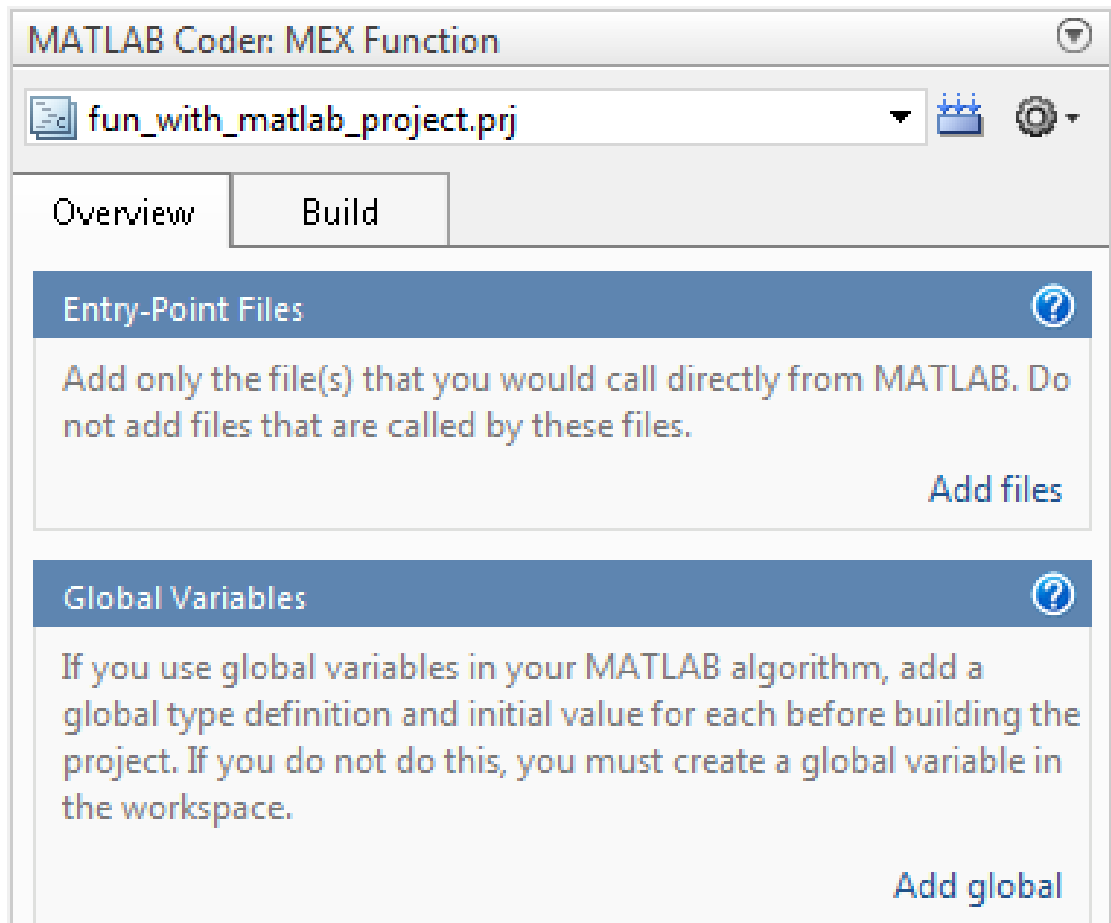 MATLAB Coder: MEX Function
fun_with_matlab_project.prj
Overview
Build
Entry-Point Files
Add only the file(s) that you would call directly from MATLAB. Do
not add files that are called by these files.
Add files
Global Variables
If you use global variables in your MATLAB algorithm, add a
global type definition and initial value for each before building the
project. If you do not do this, you must create a global variable in
the workspace.
Add global